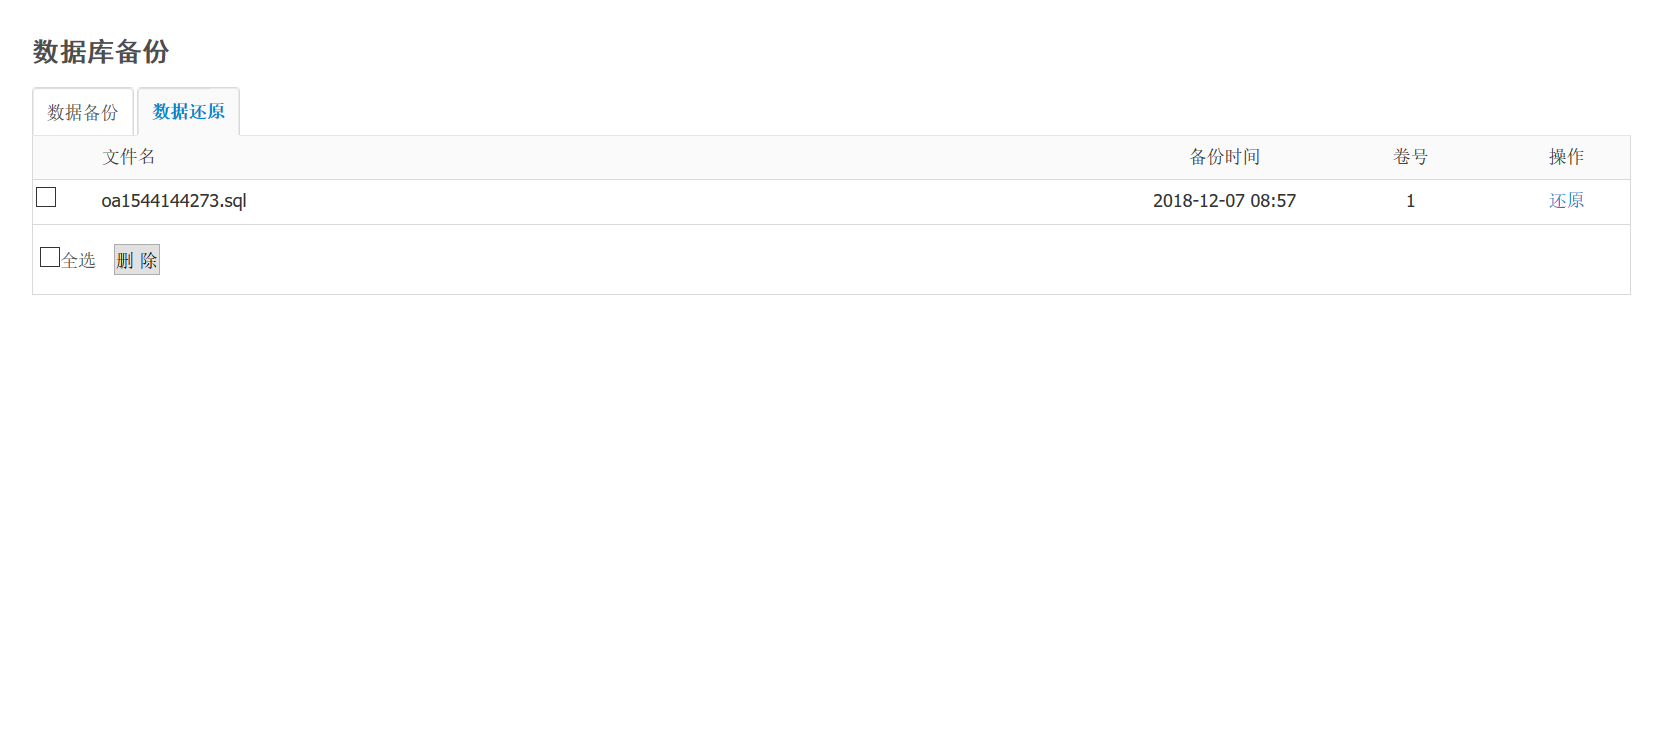 数据库备份
数据备份 数据还原
文件名 备份时间 卷号 操作
oa1544144273.sql 2018-12-07 08:57 1 还原
全选 删 除